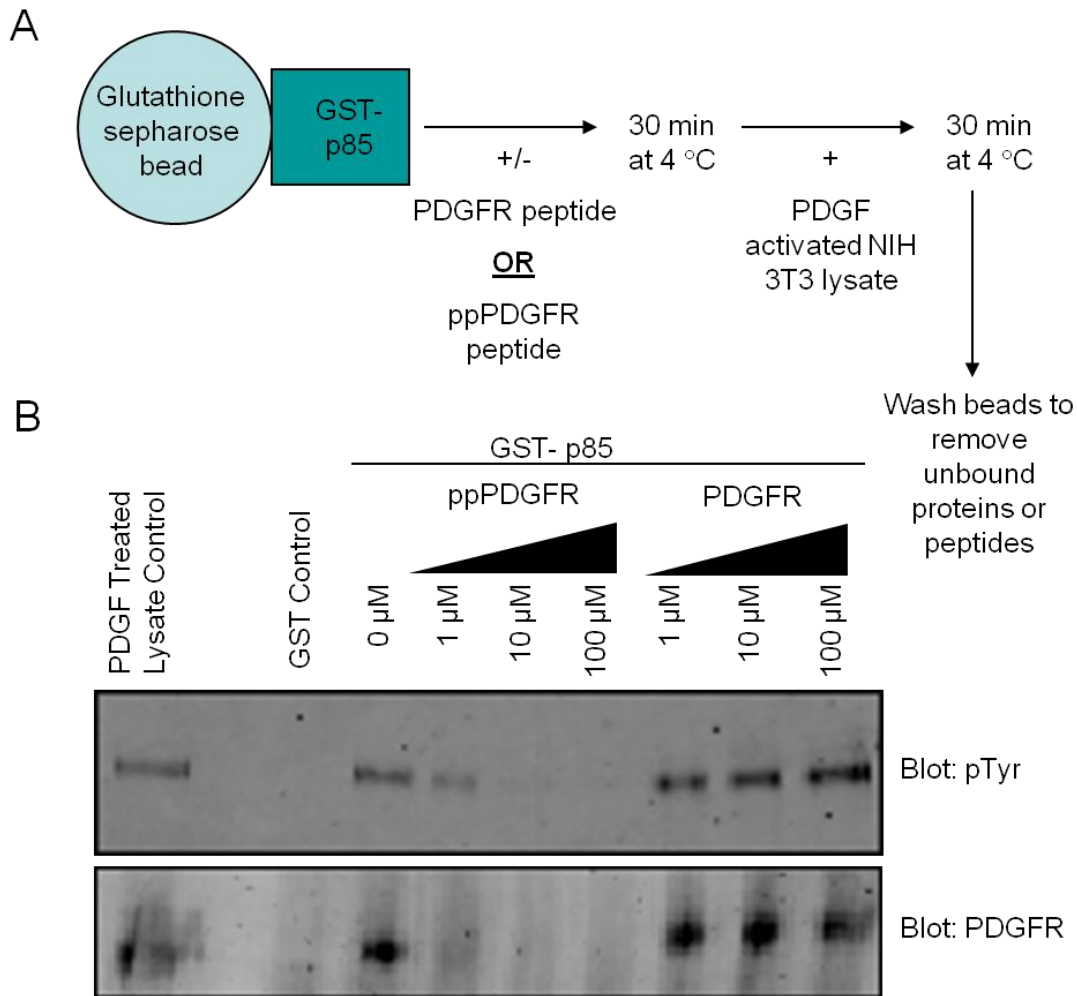 A
Glutathione
sepharose
bead
GST-
p85
+/-
PDGFR peptide
OR
ppPDGFR
peptide
30 min
at 4 °C
+
PDGF
activated NIH
3T3 lysate
30 min
at 4 °C
Wash beads to
remove
unbound
proteins or
peptides
B
PDGF Treated
Lysate Control
GST Control
GST- p85
ppPDGFR
PDGFR
0 µM
1 µM
10 µM
100 µM
1 µM
10 µM
100 µM
Blot: pTyr
Blot: PDGFR